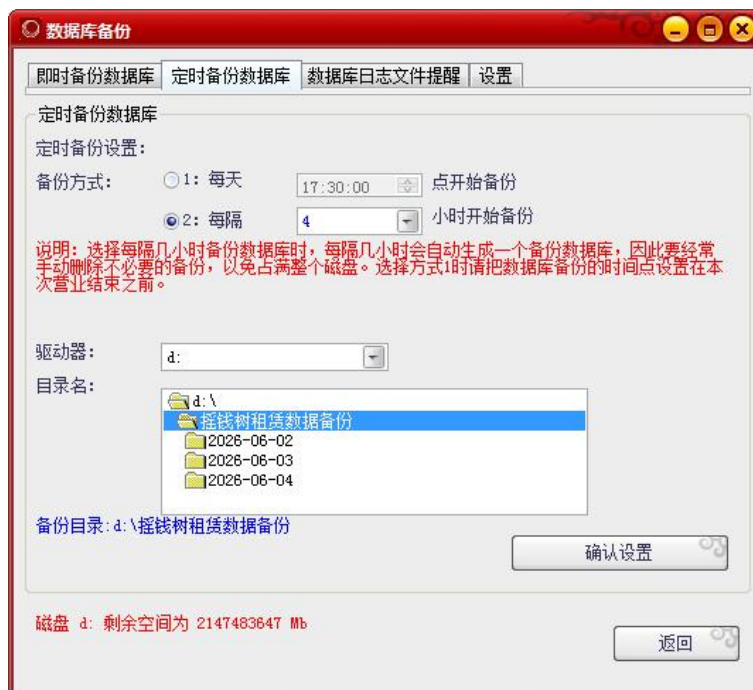 数据库备份
即时备份数据库 定时备份数据库 数据库日志文件提醒 设置
定时备份数据库
定时备份设置:
备份方式: 1: 每天 17:30:00 点开始备份
2: 每隔 4 小时开始备份
说明: 选择每隔几小时备份数据库时, 每隔几小时会自动生成一个备份数据库, 因此要经常
手动删除不必要的备份, 以免占满整个磁盘。选择方式1时请把数据库备份的时间点设置在本
次营业结束之前。
驱动器: d:
目录名: d:\
摇钱树租赁数据备份
2026-06-02
2026-06-03
2026-06-04
备份目录:d:\摇钱树租赁数据备份
确认设置
磁盘 d: 剩余空间为 2147483647 Mb
返回